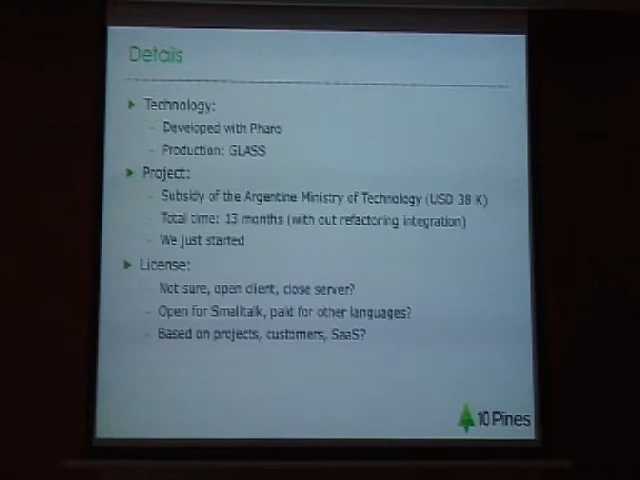 Details
Technology:
– Developed with Pharo
– Production: GLASS
Project:
– Subsidy of the Argentine Ministry of Technology (USD 38 K)
– Total time: 13 months (with out refactoring integration)
– We just started
License:
– Not sure, open client, close server?
– Open for Smalltalk, paid for other languages?
– Based on projects, customers, SaaS?
10 Pines